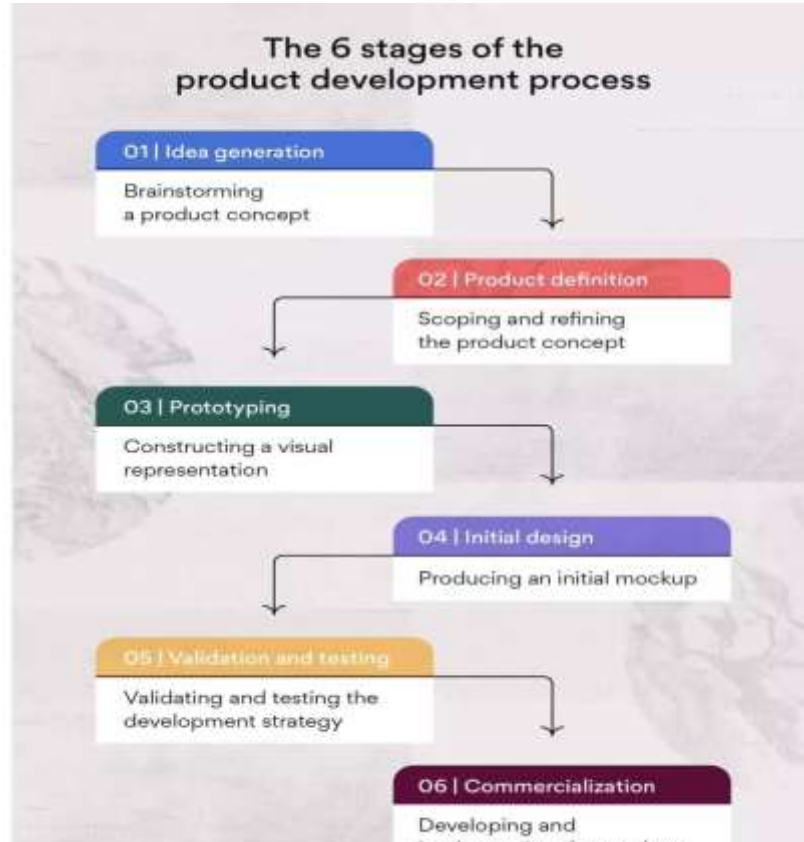 The 6 stages of the
product development process
01 | Idea generation
Brainstorming
a product concept
02 | Product definition
Scoping and refining
the product concept
03 | Prototyping
Constructing a visual
representation
04 | Initial design
Producing an initial mockup
05 | Validation and testing
Validating and testing the
development strategy
06 | Commercialization
Developing and